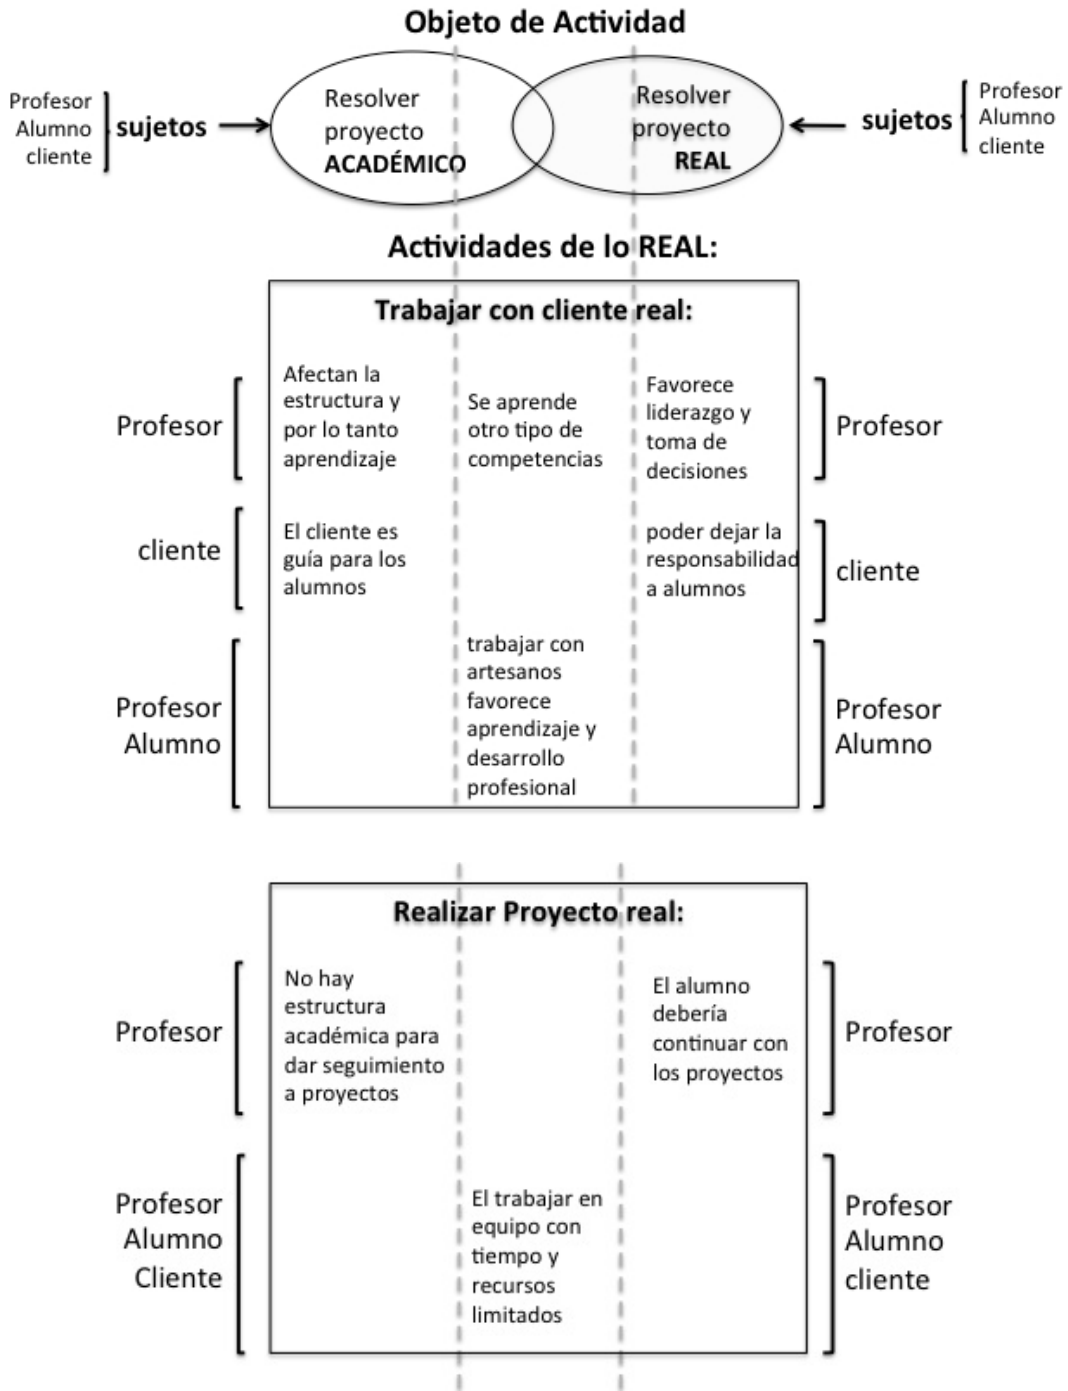 Objeto de Actividad
Profesor
Alumno
cliente
sujetos
Resolver
proyecto
ACADÉMICO
Resolver
proyecto
REAL
sujetos
Profesor
Alumno
cliente
Actividades de lo REAL:
Trabajar con cliente real:
Profesor
Afectan la
estructura y
por lo tanto
aprendizaje
Se aprende
otro tipo de
competencias
Favorece
liderazgo y
toma de
decisiones
Profesor
cliente
El cliente es
guía para los
alumnos
poder dejar la
responsabilidad
a alumnos
cliente
Profesor
Alumno
trabajar con
artesanos
favorece
aprendizaje y
desarrollo
profesional
Profesor
Alumno
Realizar Proyecto real:
Profesor
No hay
estructura
académica para
dar seguimiento
a proyectos
El alumno
debería
continuar con
los proyectos
Profesor
Profesor
Alumno
Cliente
El trabajar en
equipo con
tiempo y
recursos
limitados
Profesor
Alumno
cliente